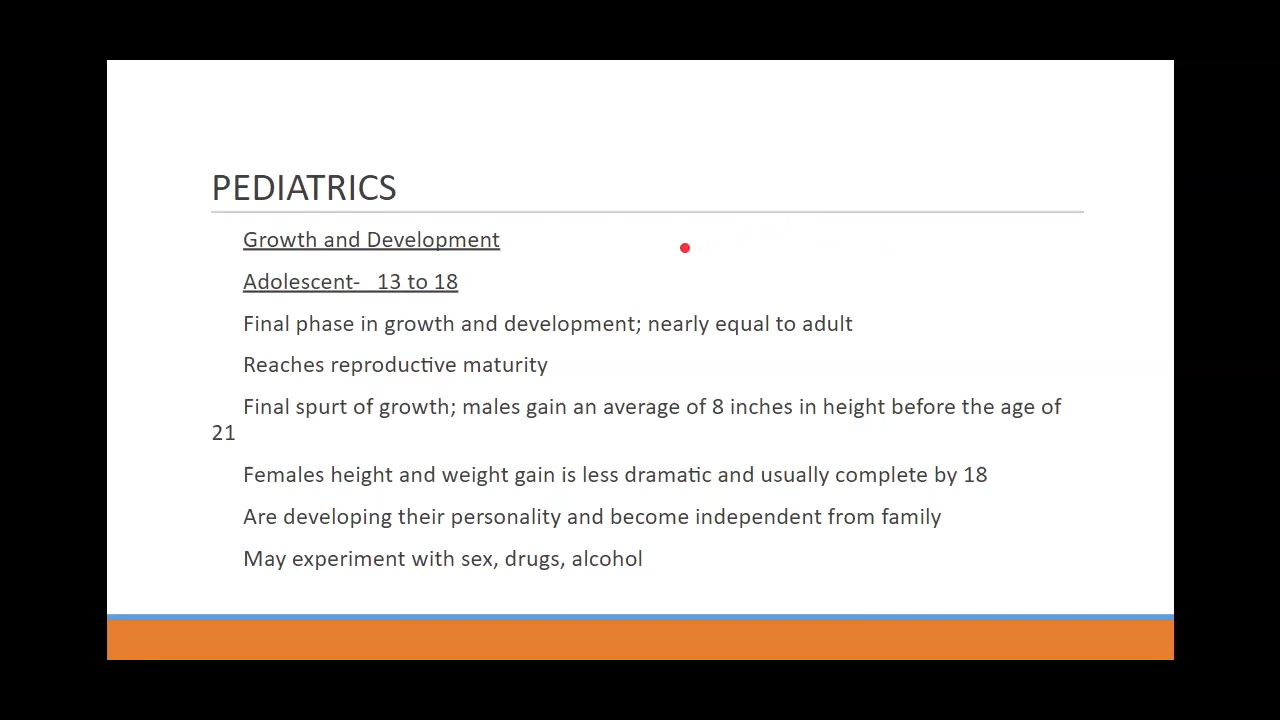 PEDIATRICS
Growth and Development
Adolescent-   13 to 18
Final phase in growth and development; nearly equal to adult
Reaches reproductive maturity
Final spurt of growth; males gain an average of 8 inches in height before the age of
21
Females height and weight gain is less dramatic and usually complete by 18
Are developing their personality and become independent from family
May experiment with sex, drugs, alcohol